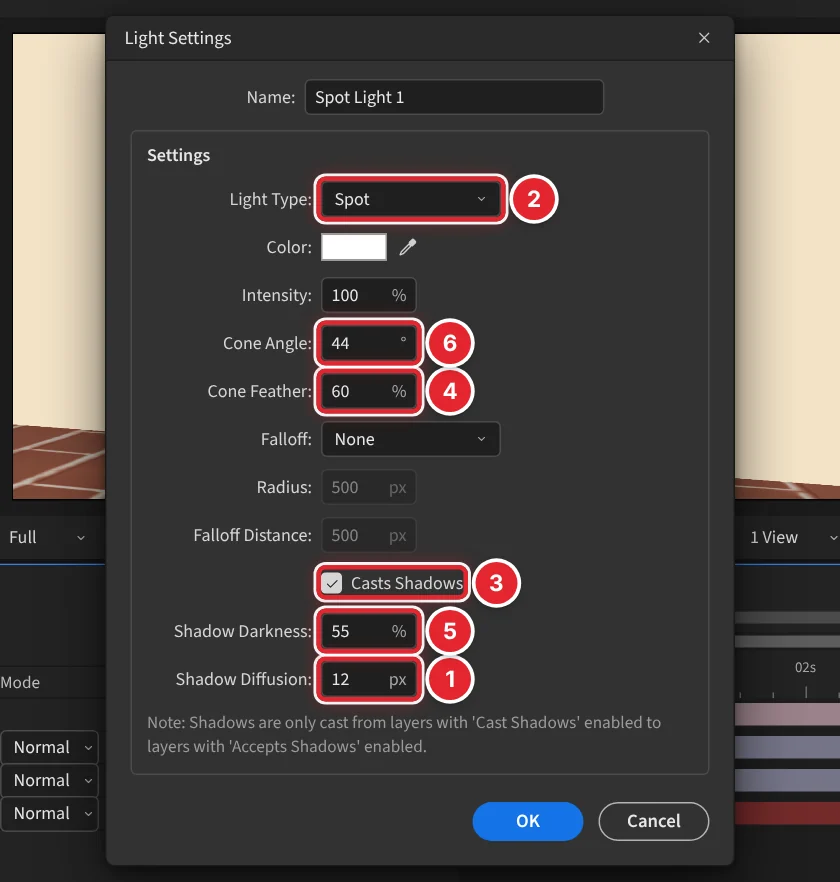 Light Settings
Name: Spot Light 1
Settings
Light Type: Spot 2
Color:
Intensity: 100 %
Cone Angle: 44 ° 6
Cone Feather: 60 % 4
Falloff: None
Radius: 500 px
Falloff Distance: 500 px
Full
1 View
Casts Shadows 3
Shadow Darkness: 55 % 5
02s
Mode
Shadow Diffusion: 12 px 1
Note: Shadows are only cast from layers with 'Cast Shadows' enabled to
layers with 'Accepts Shadows' enabled.
Normal
Normal
Normal
OK Cancel